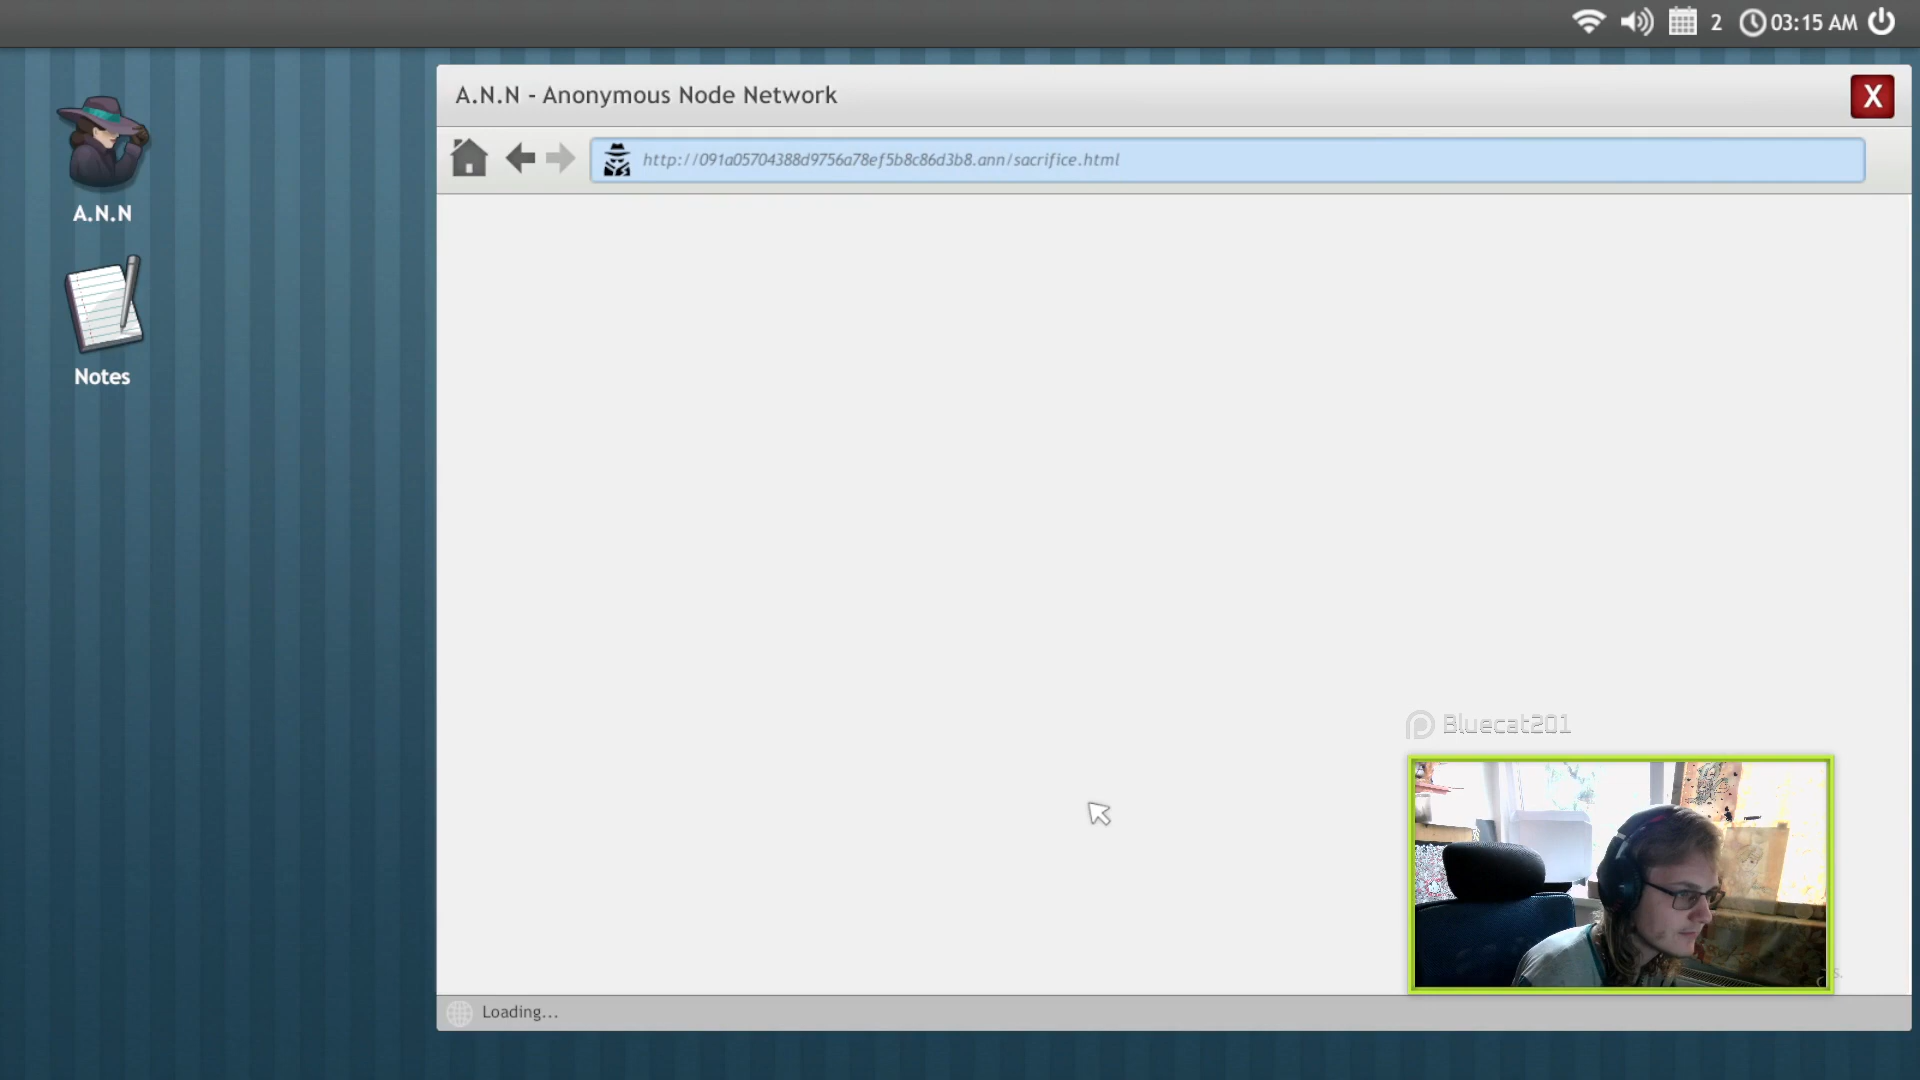 2 03:15 AM
A.N.N - Anonymous Node Network
X
http://091a05704388d9756a78ef5b8c86d3b8.ann/sacrifice.html
A.N.N
Notes
Bluecat201
s.
Loading...